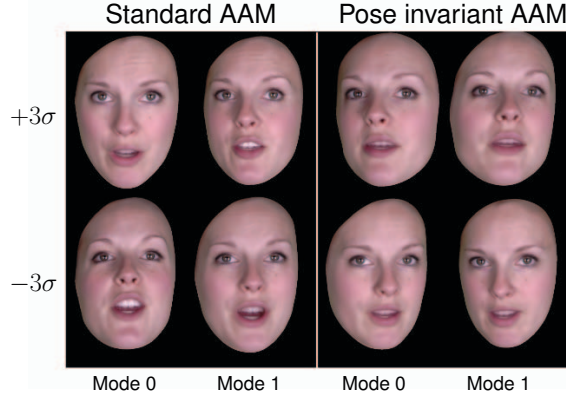 Standard AAM Pose invariant AAM
+3σ
−3σ
Mode 0 Mode 1 Mode 0 Mode 1